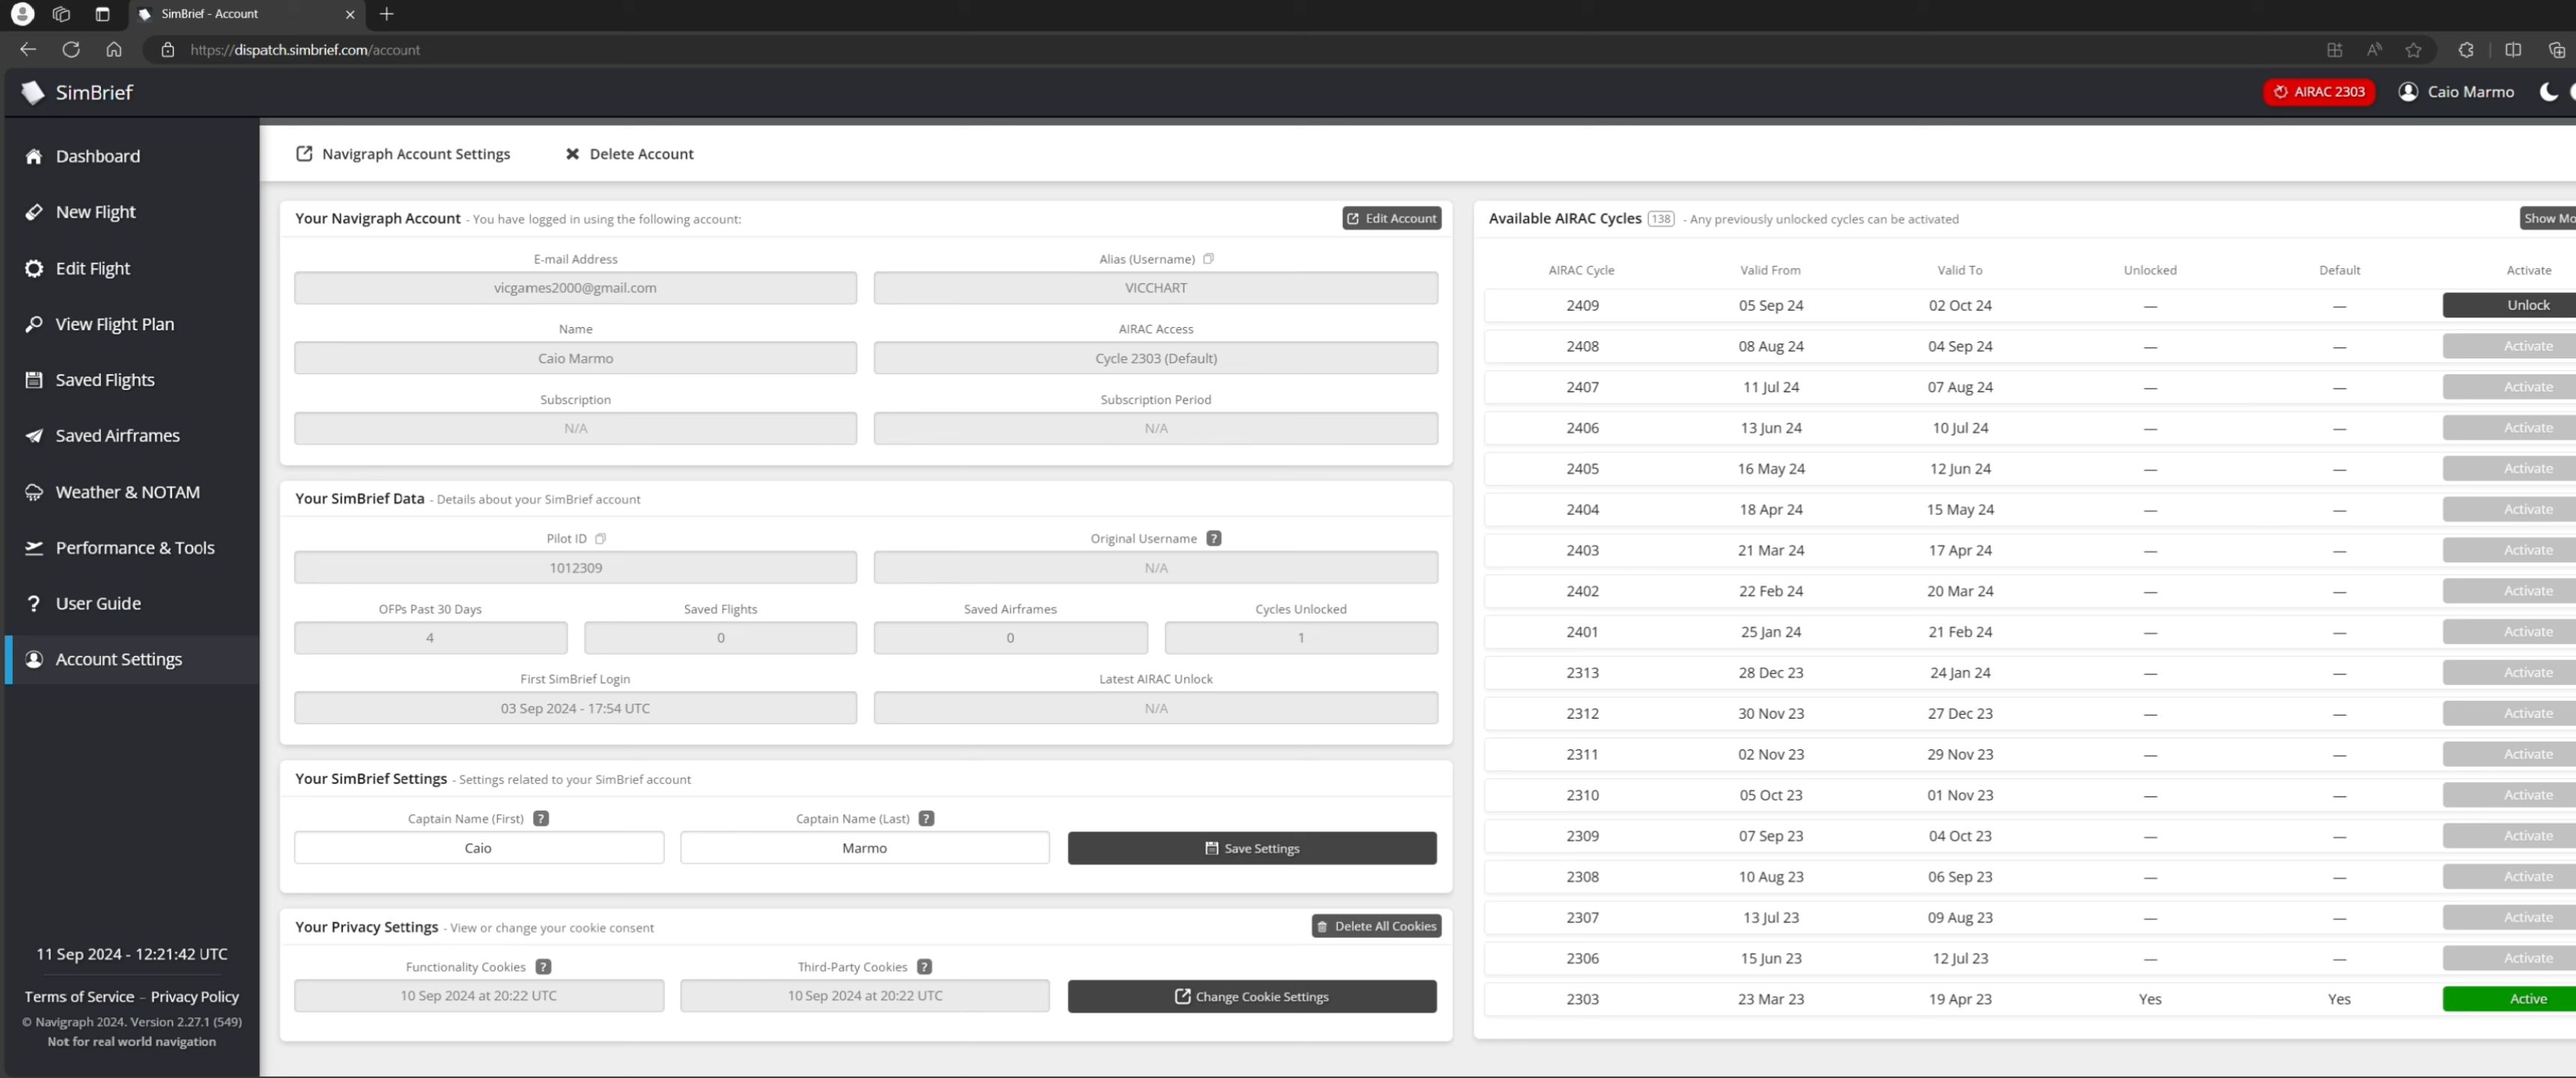 SimBrief - Account
https://dispatch.simbrief.com/account
SimBrief
AIRAC 2303
Caio Marmo
Dashboard
New Flight
Edit Flight
View Flight Plan
Saved Flights
Saved Airframes
Weather & NOTAM
Performance & Tools
User Guide
Account Settings
11 Sep 2024 - 12:21:42 UTC
Terms of Service – Privacy Policy
© Navigraph 2024. Version 2.27.1 (549)
Not for real world navigation
Navigraph Account Settings
Delete Account
Your Navigraph Account - You have logged in using the following account:
Edit Account
E-mail Address
Alias (Username)
vicgames2000@gmail.com
VICCHART
Name
AIRAC Access
Caio Marmo
Cycle 2303 (Default)
Subscription
Subscription Period
N/A
N/A
Your SimBrief Data - Details about your SimBrief account
Pilot ID
Original Username ?
1012309
N/A
OFPs Past 30 Days
Saved Flights
Saved Airframes
Cycles Unlocked
4
0
0
1
First SimBrief Login
Latest AIRAC Unlock
03 Sep 2024 - 17:54 UTC
N/A
Your SimBrief Settings - Settings related to your SimBrief account
Captain Name (First) ?
Captain Name (Last) ?
Caio
Marmo
Save Settings
Your Privacy Settings - View or change your cookie consent
Delete All Cookies
Functionality Cookies ?
Third-Party Cookies ?
10 Sep 2024 at 20:22 UTC
10 Sep 2024 at 20:22 UTC
Change Cookie Settings
Available AIRAC Cycles 138 - Any previously unlocked cycles can be activated
Show Mo
AIRAC Cycle Valid From Valid To Unlocked Default Activate
2409 05 Sep 24 02 Oct 24 — — Unlock
2408 08 Aug 24 04 Sep 24 — — Activate
2407 11 Jul 24 07 Aug 24 — — Activate
2406 13 Jun 24 10 Jul 24 — — Activate
2405 16 May 24 12 Jun 24 — — Activate
2404 18 Apr 24 15 May 24 — — Activate
2403 21 Mar 24 17 Apr 24 — — Activate
2402 22 Feb 24 20 Mar 24 — — Activate
2401 25 Jan 24 21 Feb 24 — — Activate
2313 28 Dec 23 24 Jan 24 — — Activate
2312 30 Nov 23 27 Dec 23 — — Activate
2311 02 Nov 23 29 Nov 23 — — Activate
2310 05 Oct 23 01 Nov 23 — — Activate
2309 07 Sep 23 04 Oct 23 — — Activate
2308 10 Aug 23 06 Sep 23 — — Activate
2307 13 Jul 23 09 Aug 23 — — Activate
2306 15 Jun 23 12 Jul 23 — — Activate
2303 23 Mar 23 19 Apr 23 Yes Yes Active